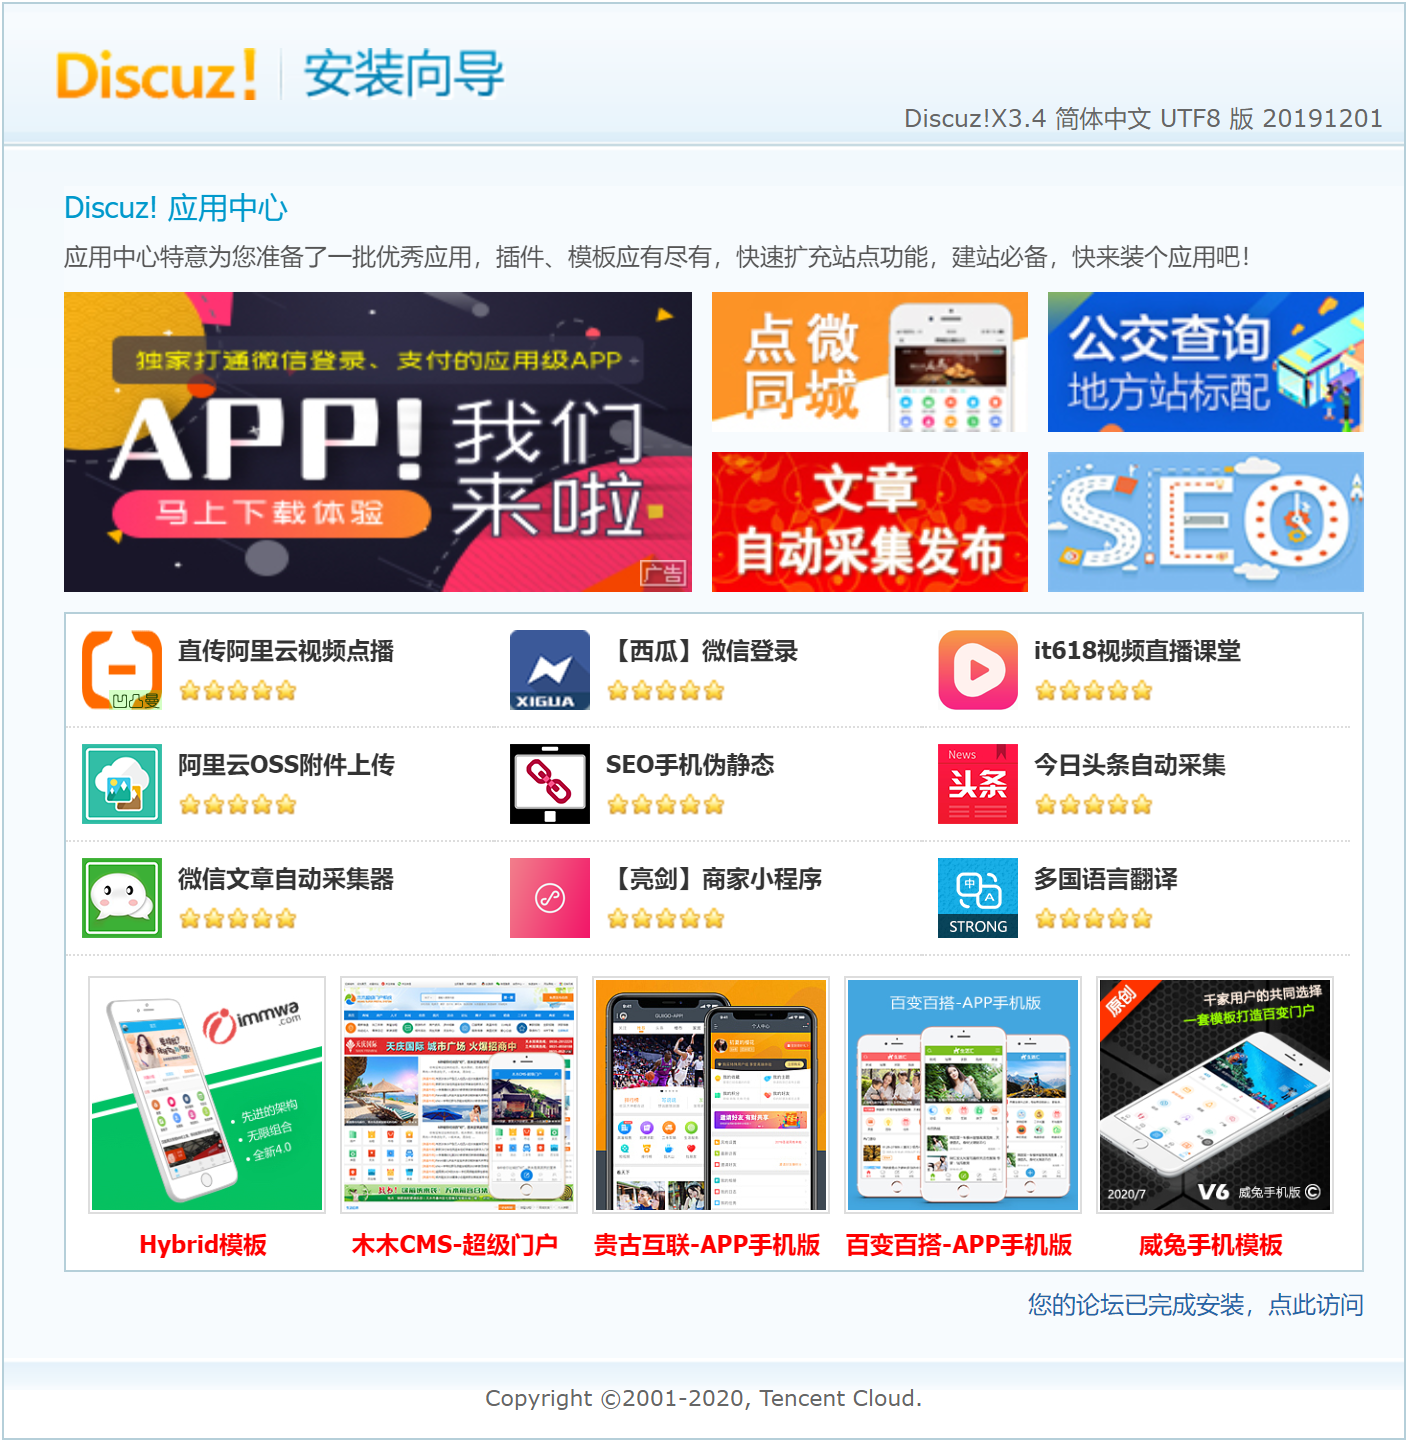 Discuz! 安装向导
Discuz!X3.4 简体中文 UTF8 版 20191201
Discuz! 应用中心
应用中心特意为您准备了一批优秀应用，插件、模板应有尽有，快速扩充站点功能，建站必备，快来装个应用吧！
独家打通微信登录、支付的应用级APP
APP! 我们
来啦
马上下载体验
广告
点微
同城
公交查询
地方站标配
文章
自动采集发布
SEO
凹凸曼
直传阿里云视频点播
XIGUA
【西瓜】微信登录
it618视频直播课堂
阿里云OSS附件上传
SEO手机伪静态
News
头条
今日头条自动采集
微信文章自动采集器
【亮剑】商家小程序
中
A
STRONG
多国语言翻译
immwa
.com
• 先进的架构
• 无限组合
• 全新4.0
Hybrid模板
天庆国际 城市广场 火爆招商中
木木CMS-超级门户
贵古互联-APP手机版
百变百搭-APP手机版
百变百搭-APP手机版
原创
千家用户的共同选择
一套模板打造百变门户
2020/7
V6 威兔手机版 ©
威兔手机模板
您的论坛已完成安装，点此访问
Copyright ©2001-2020, Tencent Cloud.